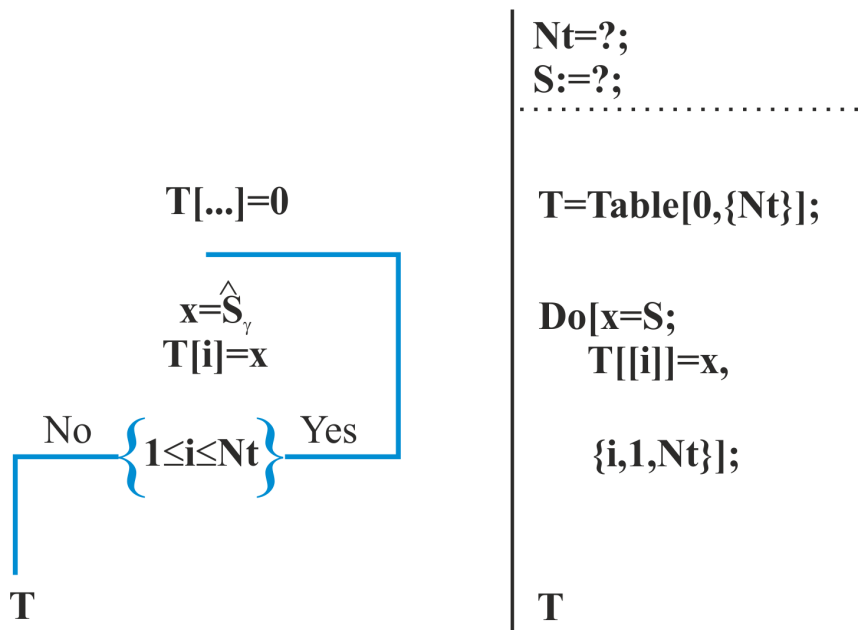 T[...]=0
x=Ŝᵧ
T[i]=x
No {1≤i≤Nt} Yes
T
Nt=?;
S:=?;
T=Table[0,{Nt}];
Do[x=S;
T[[i]]=x,
{i,1,Nt}];
T